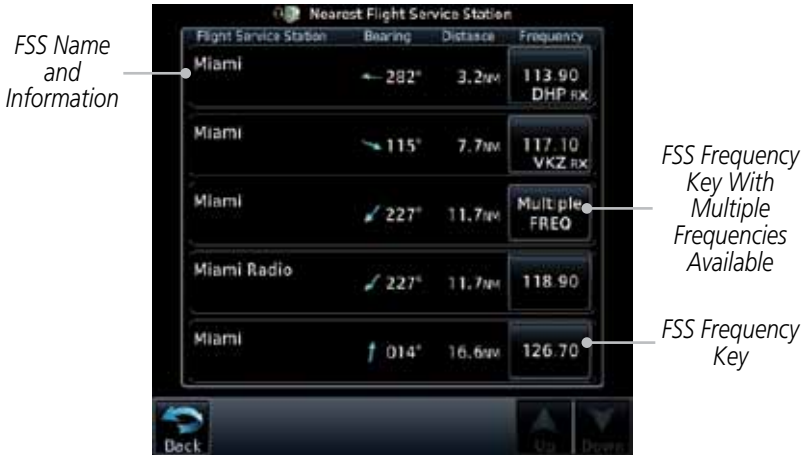 Nearest Flight Service Station
Flight Service Station Bearing Distance Frequency
Miami 282° 3.2NM 113.90 DHP RX
Miami 115° 7.7NM 117.10 VKZ RX
Miami 227° 11.7NM Multiple FREQ
Miami Radio 227° 11.7NM 118.90
Miami 014° 16.6NM 126.70
Back Up Down
FSS Name
and
Information
FSS Frequency
Key With
Multiple
Frequencies
Available
FSS Frequency
Key